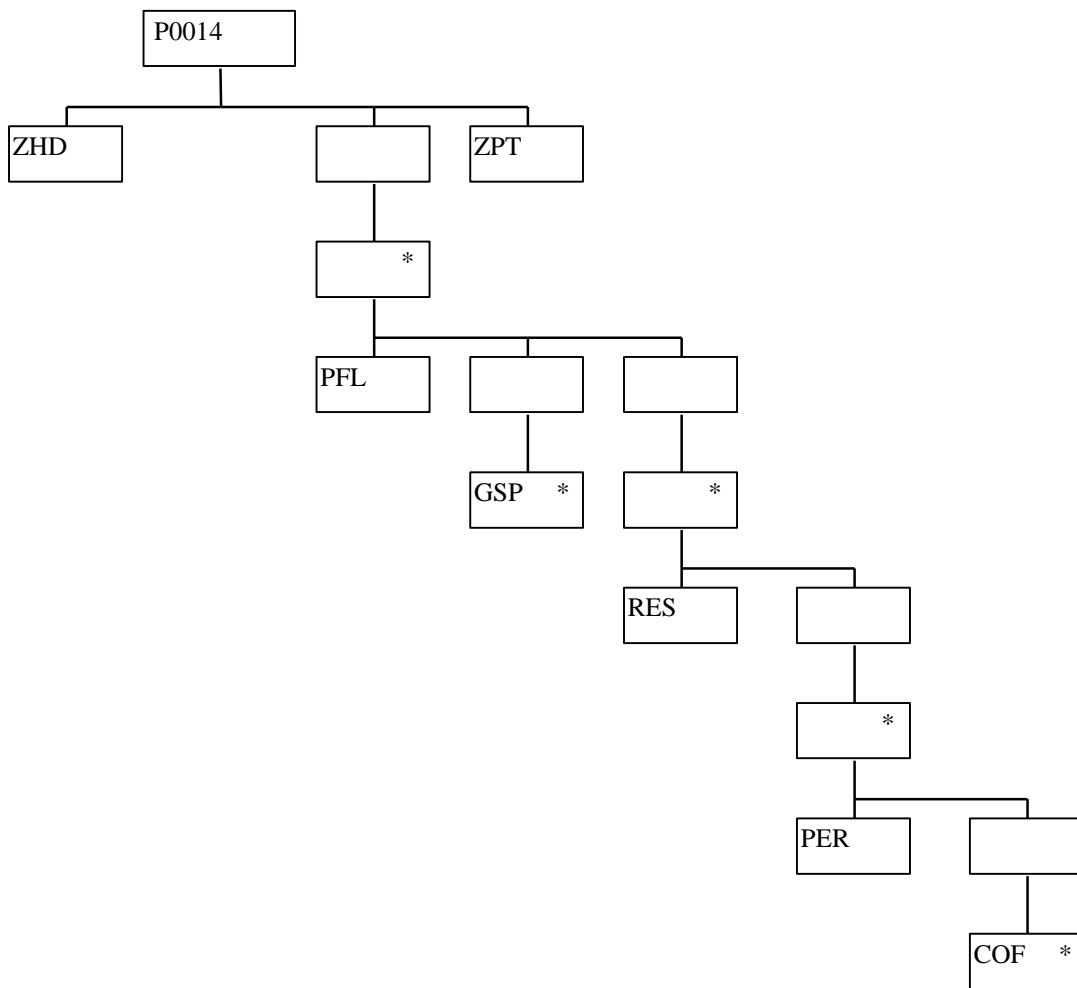 P0014
ZHD
ZPT
*
PFL
GSP *
*
RES
*
PER
COF *